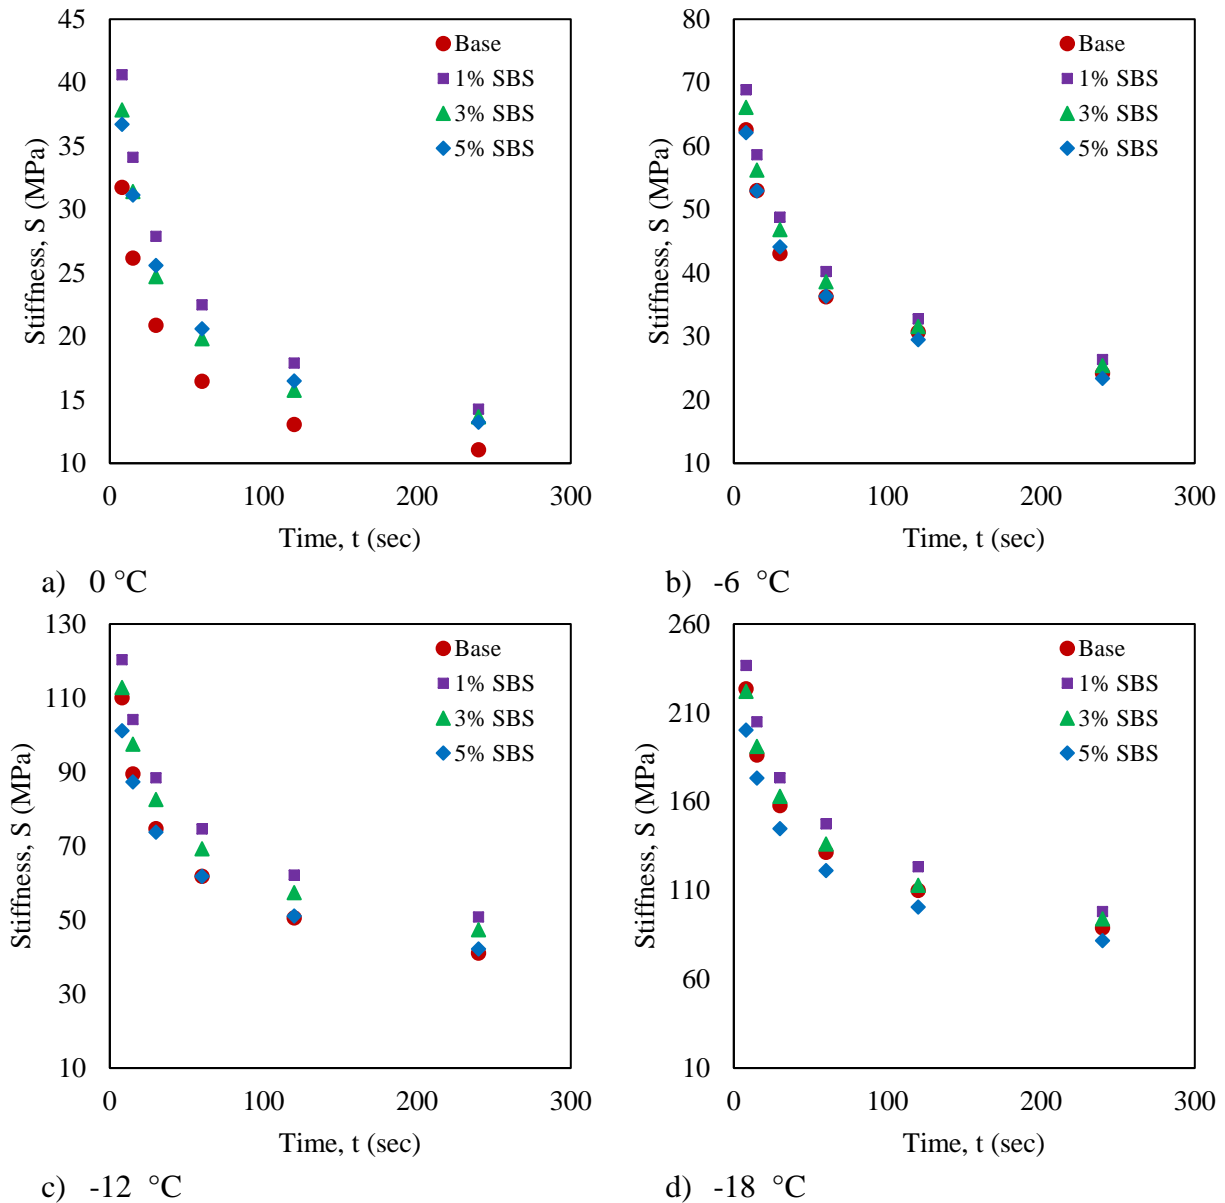 45
40
35
30
25
20
15
10
Stiffness, S (MPa)
Base
1% SBS
3% SBS
5% SBS
0 100 200 300
Time, t (sec)
a) 0 °C
80
70
60
50
40
30
20
10
Stiffness, S (MPa)
Base
1% SBS
3% SBS
5% SBS
0 100 200 300
Time, t (sec)
b) -6 °C
130
110
90
70
50
30
10
Stiffness, S (MPa)
Base
1% SBS
3% SBS
5% SBS
0 100 200 300
Time, t (sec)
c) -12 °C
260
210
160
110
60
10
Stiffness, S (MPa)
Base
1% SBS
3% SBS
5% SBS
0 100 200 300
Time, t (sec)
d) -18 °C